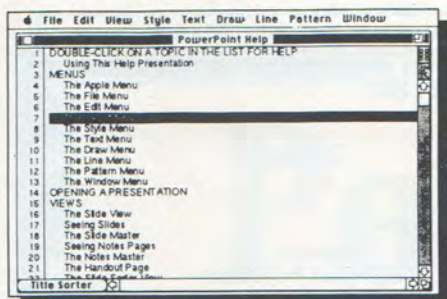 File Edit View Style Text Draw Line Pattern Window
PowerPoint Help
1 DOUBLE-CLICK ON A TOPIC IN THE LIST FOR HELP
2 Using This Help Presentation
3 MENUS
4 The Apple Menu
5 The File Menu
6 The Edit Menu
7
8 The Style Menu
9 The Text Menu
10 The Draw Menu
11 The Line Menu
12 The Pattern Menu
13 The Window Menu
14 OPENING A PRESENTATION
15 VIEWS
16 The Slide View
17 Seeing Slides
18 The Slide Master
19 Seeing Notes Pages
20 The Notes Master
21 The Handout Page
22 The Slide Sorter View
Title Sorter